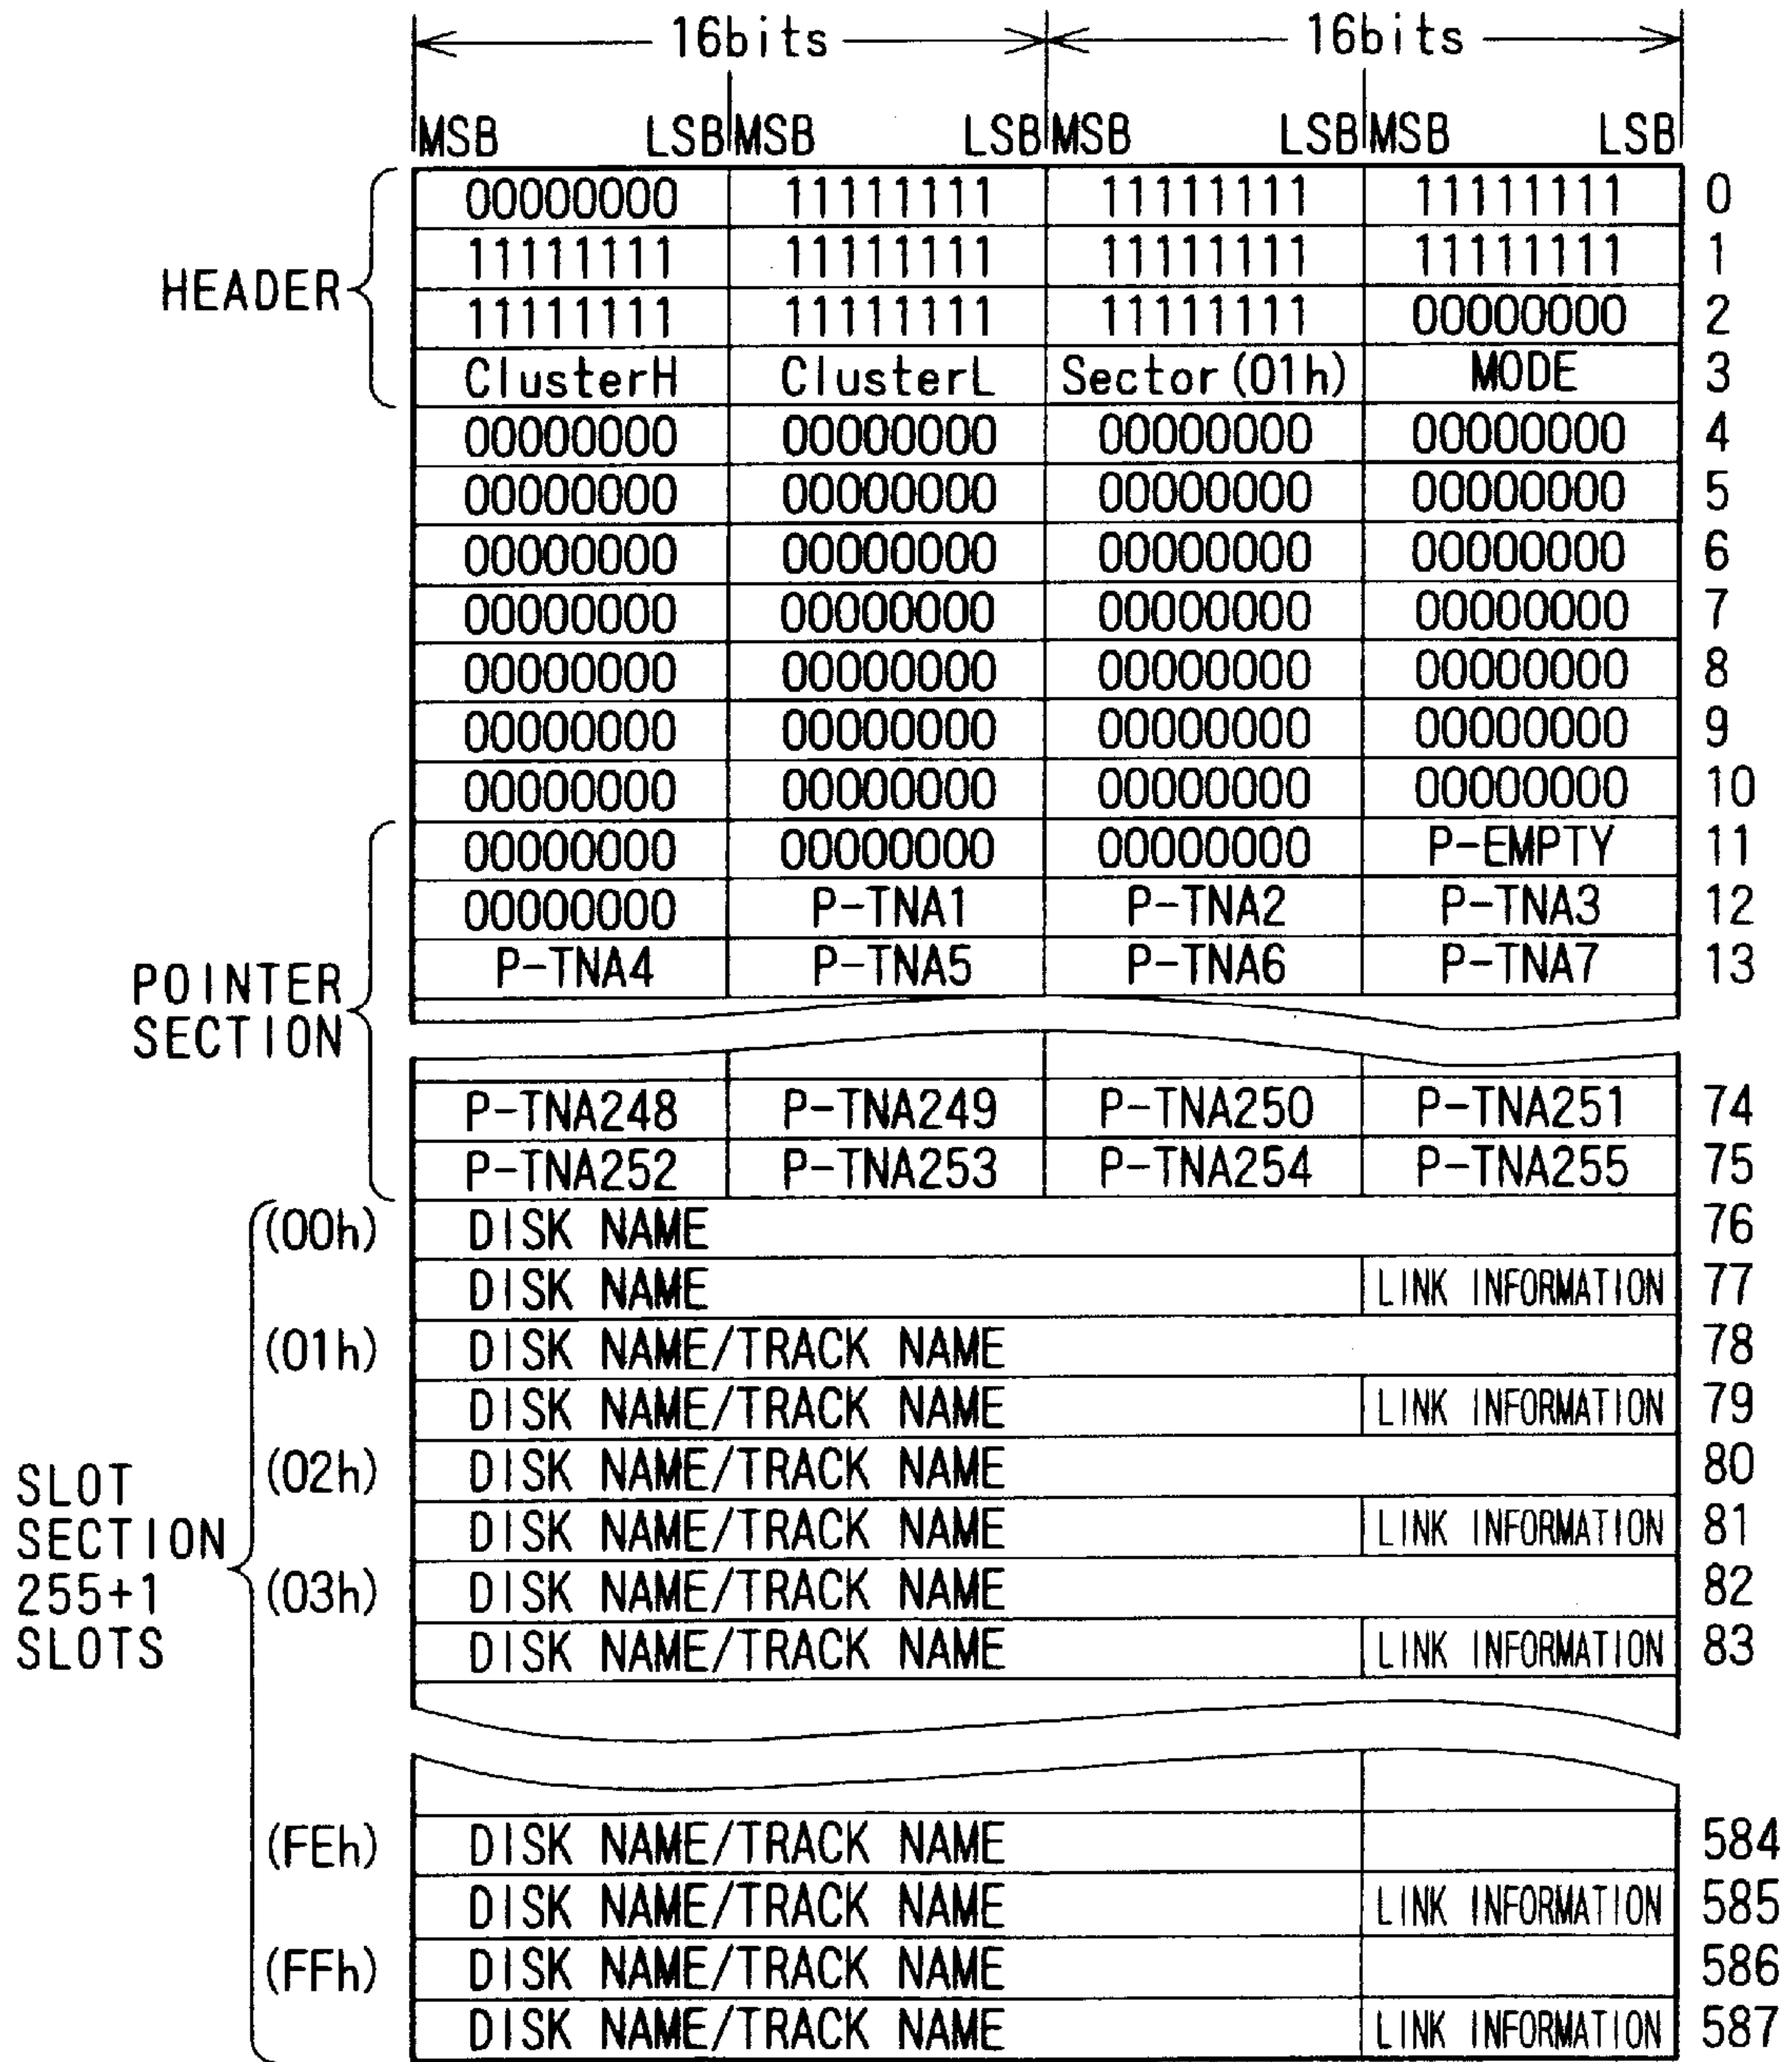 16bits 16bits
MSB LSB MSB LSB MSB LSB MSB LSB
00000000 11111111 11111111 11111111 0
11111111 11111111 11111111 11111111 1
HEADER
11111111 11111111 11111111 00000000 2
ClusterH ClusterL Sector(01h) MODE 3
00000000 00000000 00000000 00000000 4
00000000 00000000 00000000 00000000 5
00000000 00000000 00000000 00000000 6
00000000 00000000 00000000 00000000 7
00000000 00000000 00000000 00000000 8
00000000 00000000 00000000 00000000 9
00000000 00000000 00000000 00000000 10
00000000 00000000 00000000 P-EMPTY 11
00000000 P-TNA1 P-TNA2 P-TNA3 12
P-TNA4 P-TNA5 P-TNA6 P-TNA7 13
POINTER
SECTION
P-TNA248 P-TNA249 P-TNA250 P-TNA251 74
P-TNA252 P-TNA253 P-TNA254 P-TNA255 75
(00h) DISK NAME 76
DISK NAME LINK INFORMATION 77
(01h) DISK NAME/TRACK NAME 78
DISK NAME/TRACK NAME LINK INFORMATION 79
(02h) DISK NAME/TRACK NAME 80
SLOT
SECTION
255+1
SLOTS
DISK NAME/TRACK NAME LINK INFORMATION 81
(03h) DISK NAME/TRACK NAME 82
DISK NAME/TRACK NAME LINK INFORMATION 83
(FEh) DISK NAME/TRACK NAME 584
DISK NAME/TRACK NAME LINK INFORMATION 585
(FFh) DISK NAME/TRACK NAME 586
DISK NAME/TRACK NAME LINK INFORMATION 587